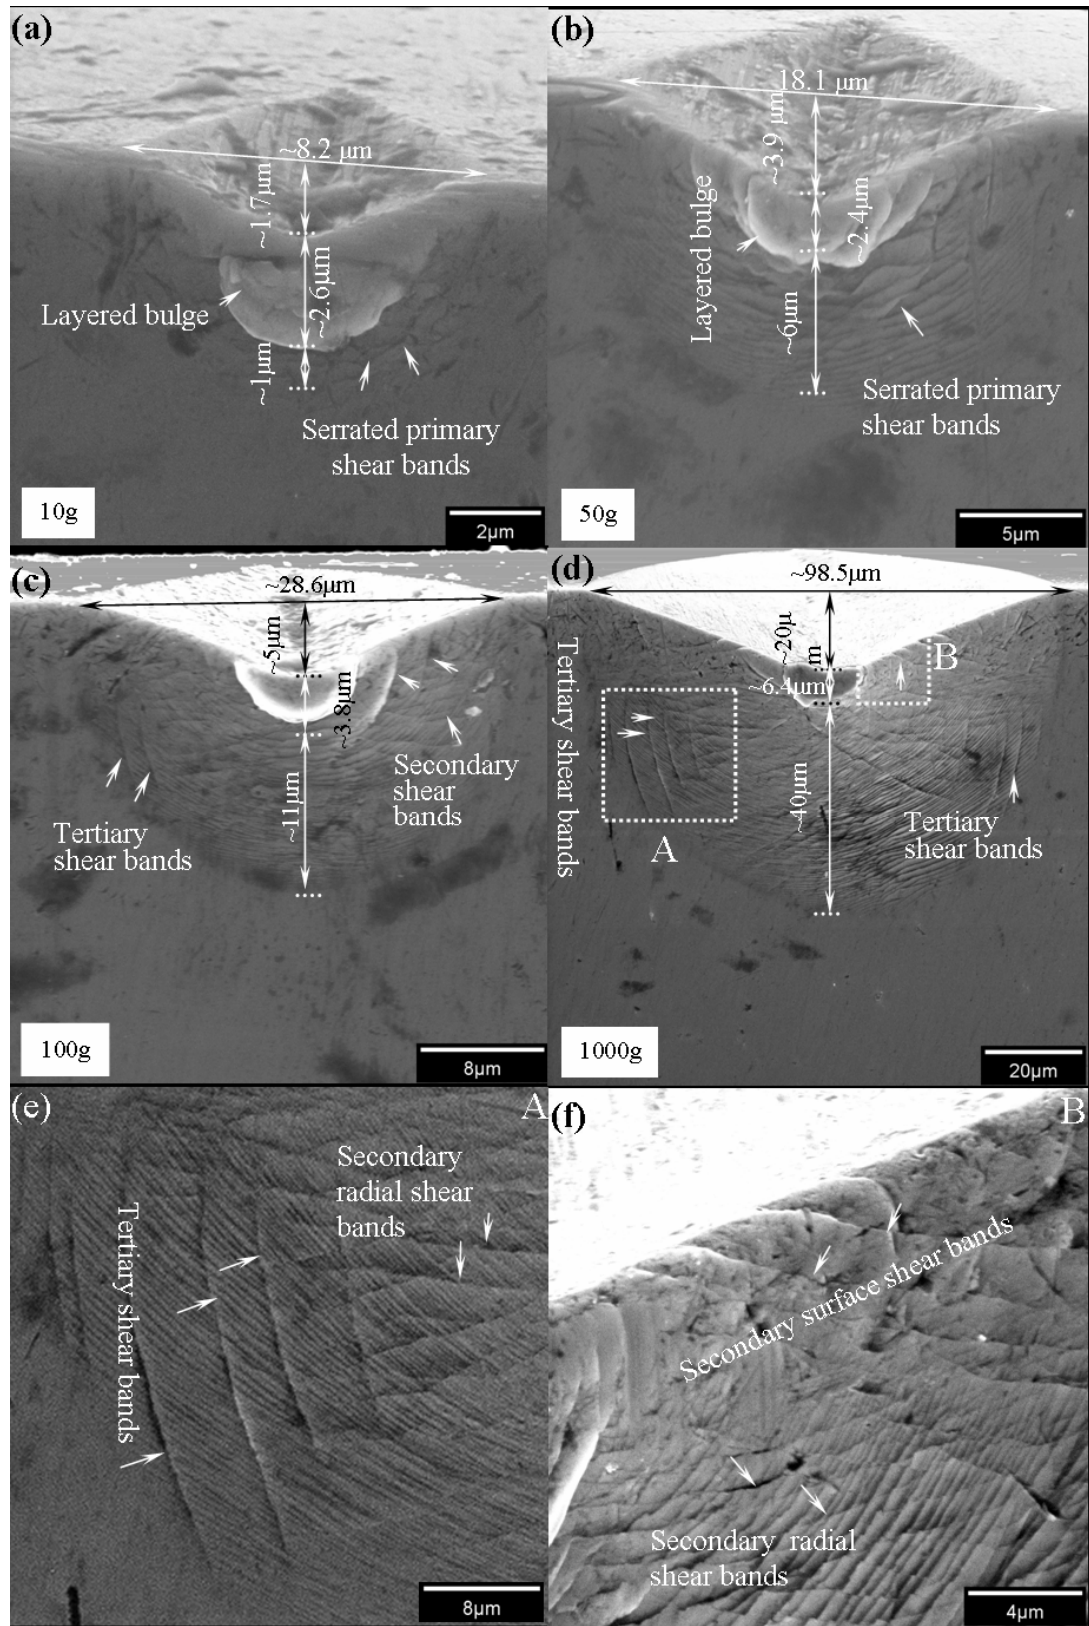 (a)
~8.2 μm
~1.7μm
~2.6μm
Layered bulge
~1μm
Serrated primary
shear bands
10g
2μm
(b)
18.1 μm
~3.9 μm
~2.4μm
Layered bulge
~6μm
Serrated primary
shear bands
50g
5μm
(c)
~28.6μm
~5μm
~3.8μm
~11μm
Secondary
shear
bands
Tertiary
shear bands
100g
8μm
(d)
~98.5μm
~20μ
m
~6.4μm
B
Tertiary shear bands
~40μm
A
Tertiary
shear bands
1000g
20μm
(e)
A
Secondary
radial shear
bands
Tertiary shear bands
8μm
(f)
B
Secondary surface shear bands
Secondary radial
shear bands
4μm